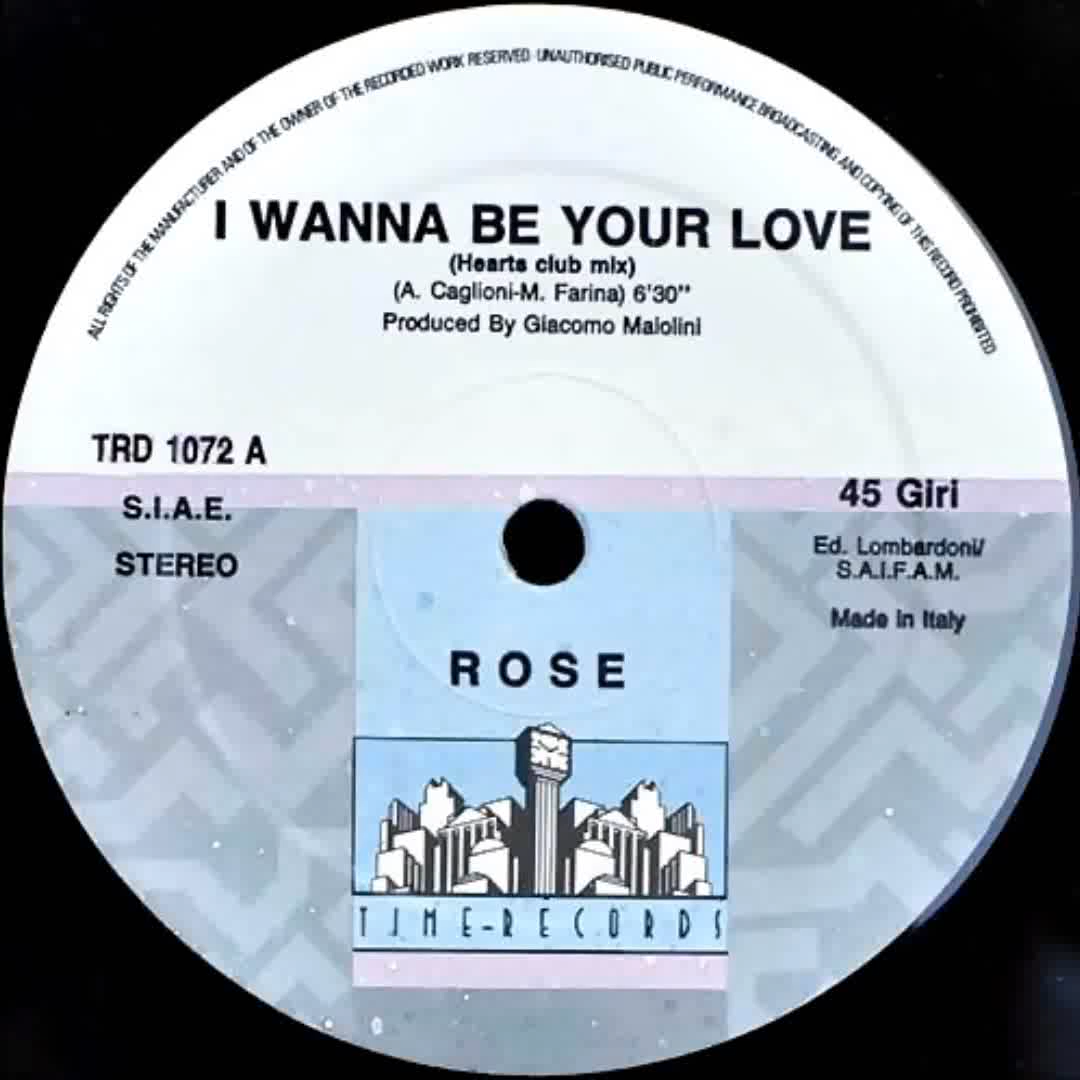 ALL RIGHTS OF THE MANUFACTURER AND OF THE OWNER OF THE RECORDED WORK RESERVED · UNAUTHORISED PUBLIC PERFORMANCE BROADCASTING AND COPYING OF THIS RECORD PROHIBITED
I WANNA BE YOUR LOVE
(Hearts club mix)
(A. Caglioni-M. Farina) 6'30"
Produced By Giacomo Maiolini
TRD 1072 A
S.I.A.E.
STEREO
45 Giri
Ed. Lombardoni/
S.A.I.F.A.M.
Made in Italy
ROSE
TIME-RECORDS